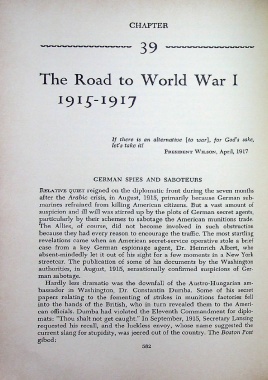 CHAPTER
39
The Road to World War I
1915-1917
If there is an alternative [to war], for God's sake,
let's take it!
PRESIDENT WILSON, April, 1917
GERMAN SPIES AND SABOTEURS
RELATIVE QUIET reigned on the diplomatic front during the seven months
after the Arabic crisis, in August, 1915, primarily because German sub-
marines refrained from killing American citizens. But a vast amount of
suspicion and ill will was stirred up by the plots of German secret agents,
particularly by their schemes to sabotage the American munitions trade.
The Allies, of course, did not become involved in such obstruction
because they had every reason to encourage the traffic. The most startling
revelations came when an American secret-service operative stole a brief
case from a key German espionage agent, Dr. Heinrich Albert, who
absent-mindedly let it out of his sight for a few moments in a New York
streetcar. The publication of some of his documents by the Washington
authorities, in August, 1915, sensationally confirmed suspicions of Ger-
man sabotage.
Hardly less dramatic was the downfall of the Austro-Hungarian am-
bassador in Washington, Dr. Constantin Dumba. Some of his secret
papers relating to the fomenting of strikes in munitions factories fell
into the hands of the British, who in turn revealed them to the Ameri-
can officials. Dumba had violated the Eleventh Commandment for diplo-
mats: "Thou shalt not get caught." In September, 1915, Secretary Lansing
requested his recall, and the hookless envoy, whose name suggested the
current slang for stupidity, was jeered out of the country. The Boston Post
gibed:
582